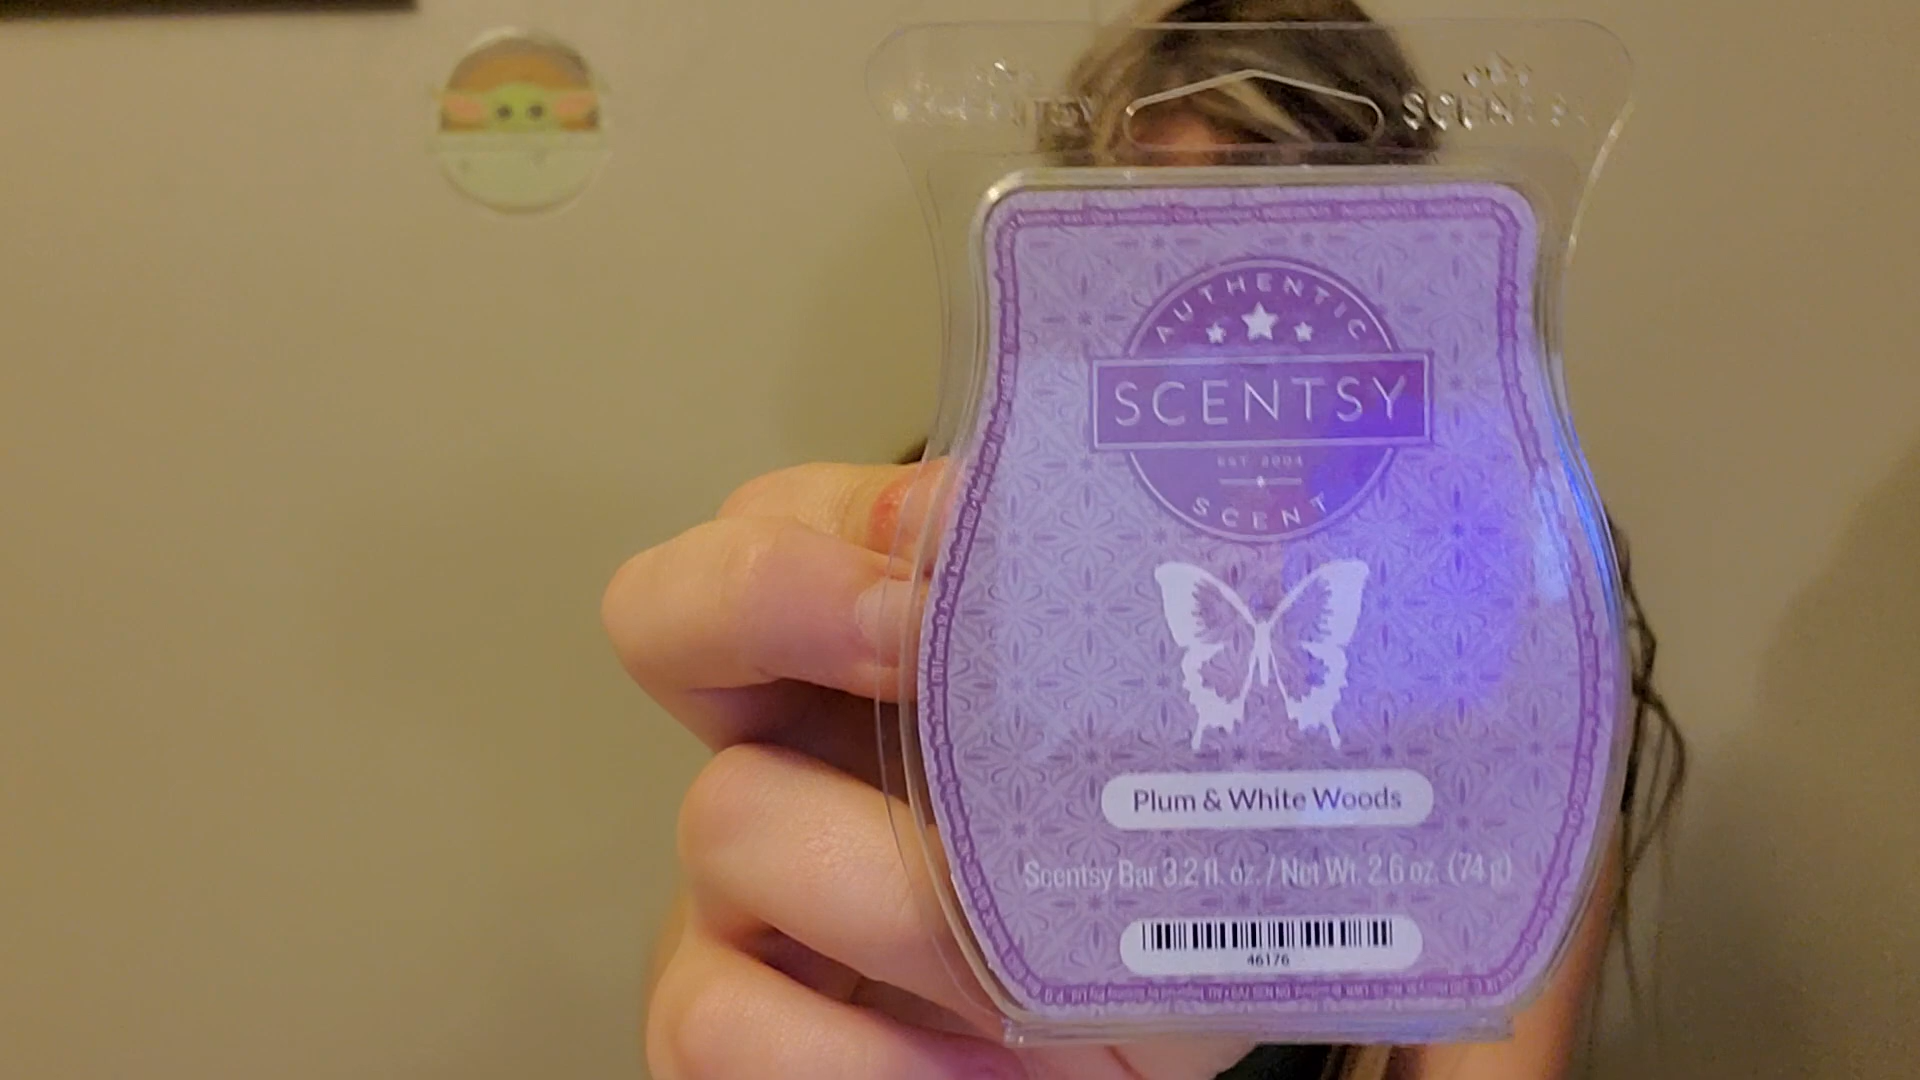 SCENTSY SCENTSY
AUTHENTIC
SCENTSY
EST. 2004
SCENT
Plum & White Woods
Scentsy Bar 3.2 fl. oz. / Net Wt. 2.6 oz. (74 g)
46176